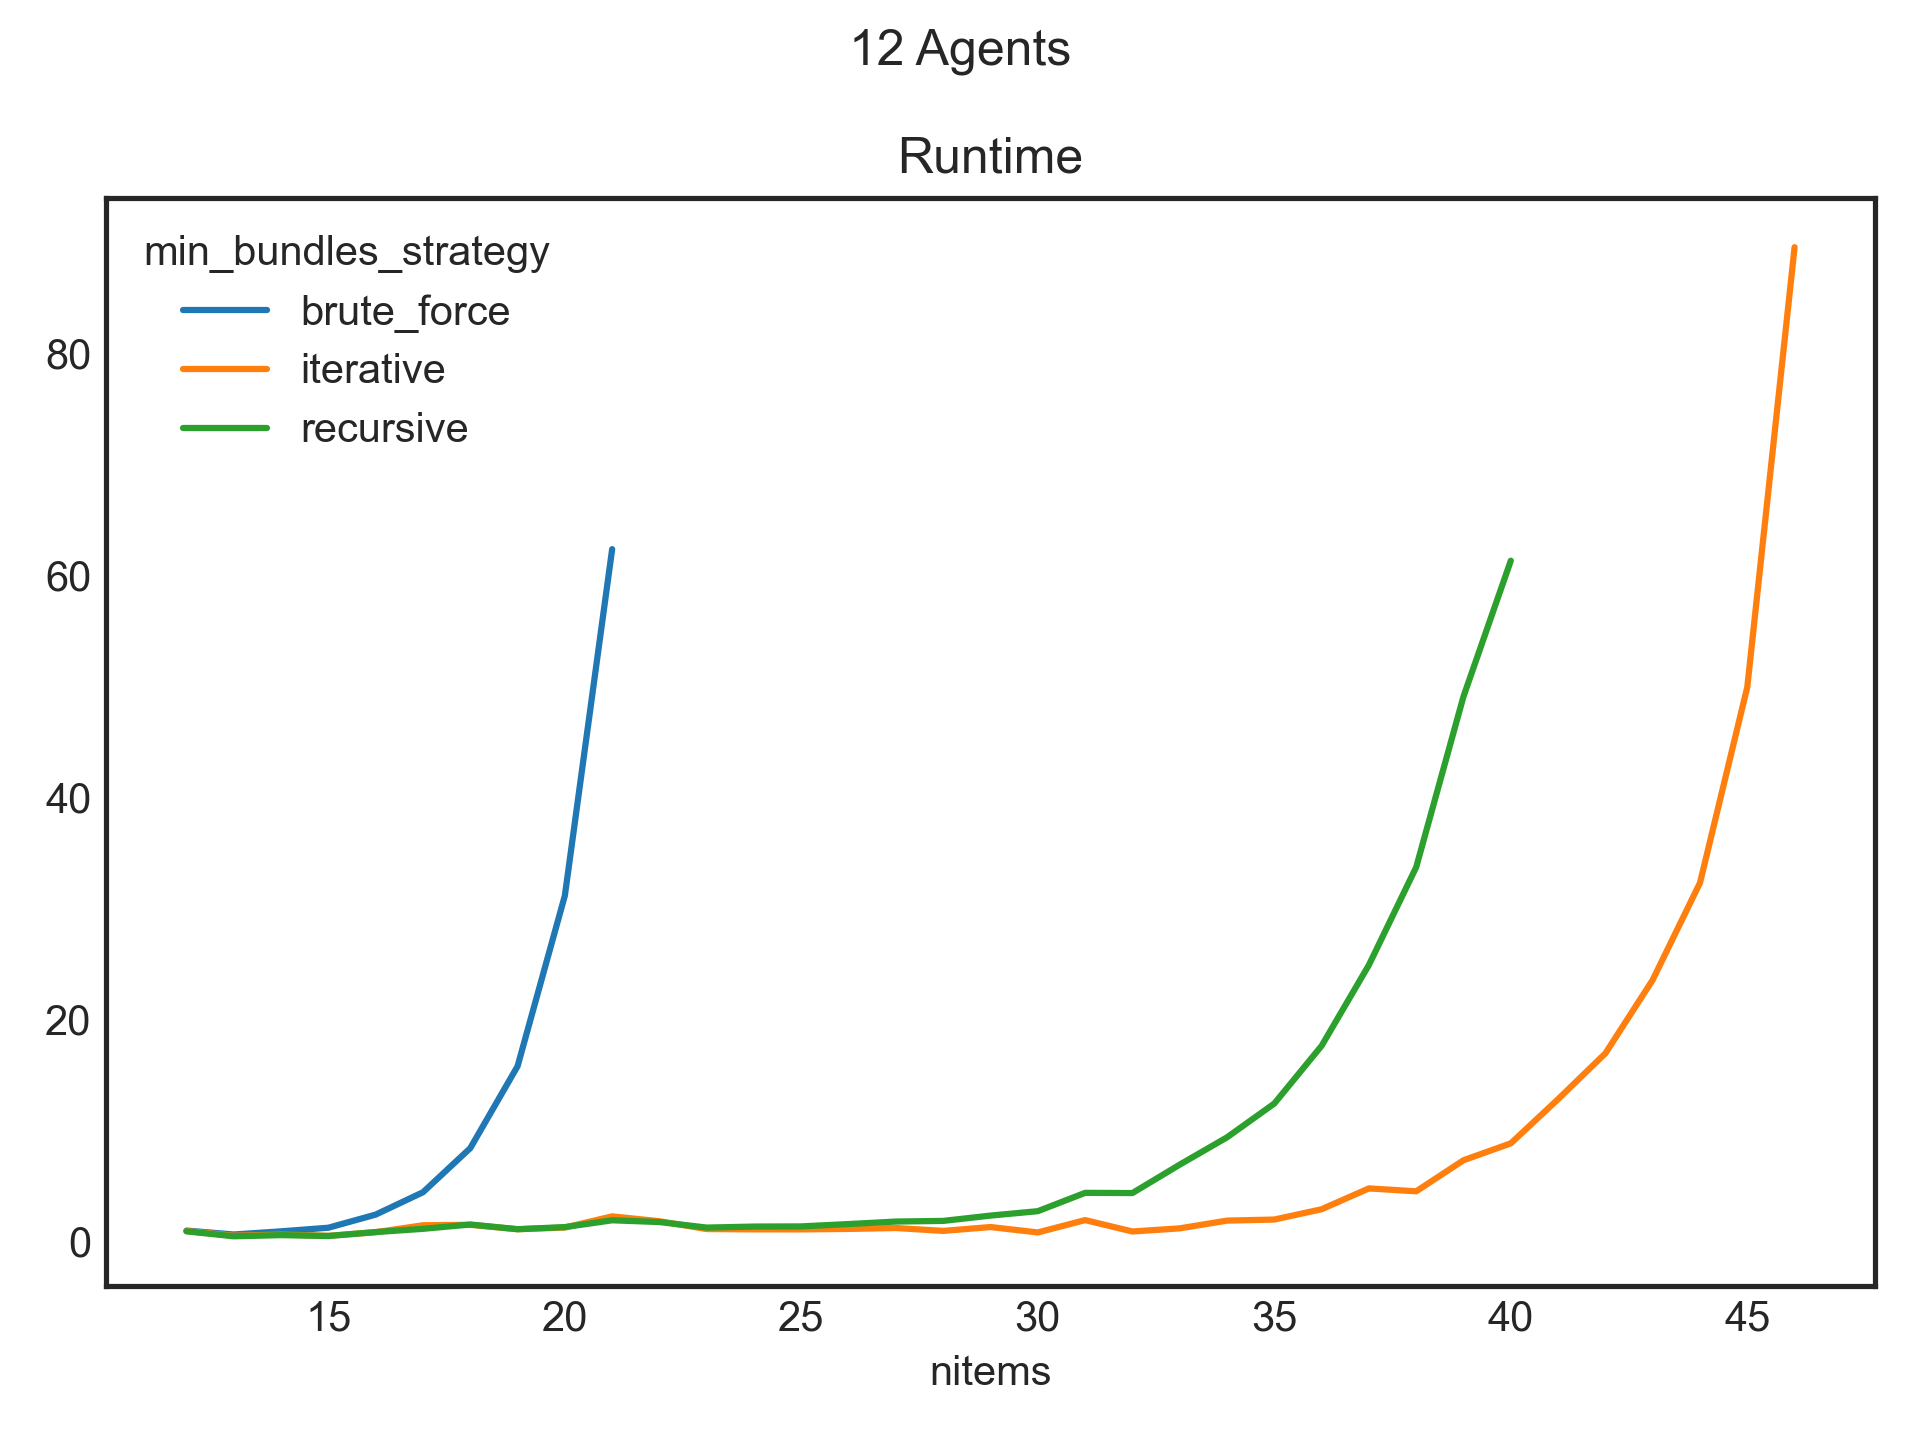 12 Agents
Runtime
min_bundles_strategy
brute_force
iterative
recursive
80
60
40
20
0
15 20 25 30 35 40 45
nitems